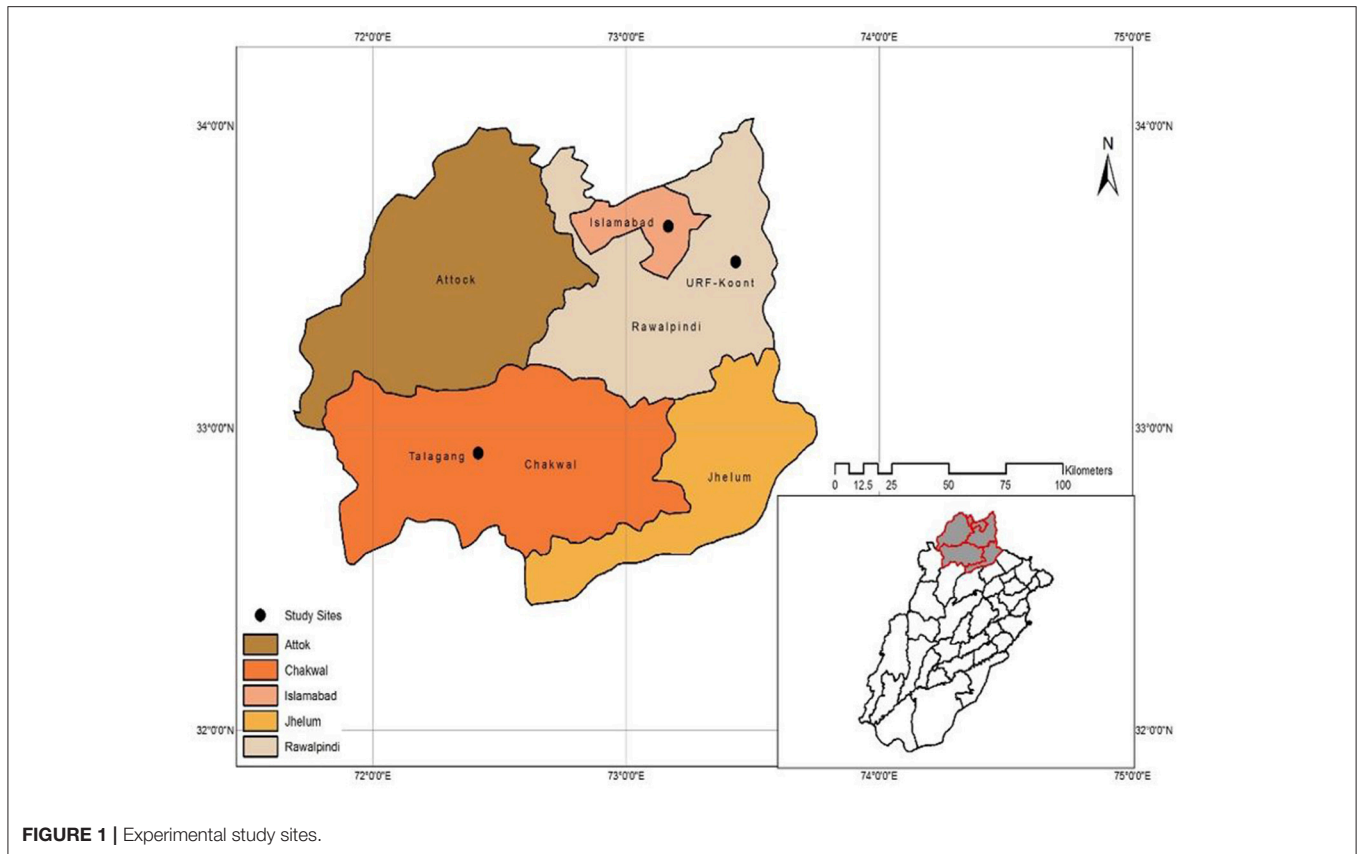 72°0'0"E 73°0'0"E 74°0'0"E 75°0'0"E
34°0'0"N 34°0'0"N
N
Islamabad
Attock
URF-Koont
Rawalpindi
33°0'0"N 33°0'0"N
Talagang
Chakwal
Jhelum
Kilometers
0 12.5 25 50 75 100
Study Sites
Attok
Chakwal
Islamabad
Jhelum
Rawalpindi
32°0'0"N 32°0'0"N
72°0'0"E 73°0'0"E 74°0'0"E 75°0'0"E
FIGURE 1 | Experimental study sites.